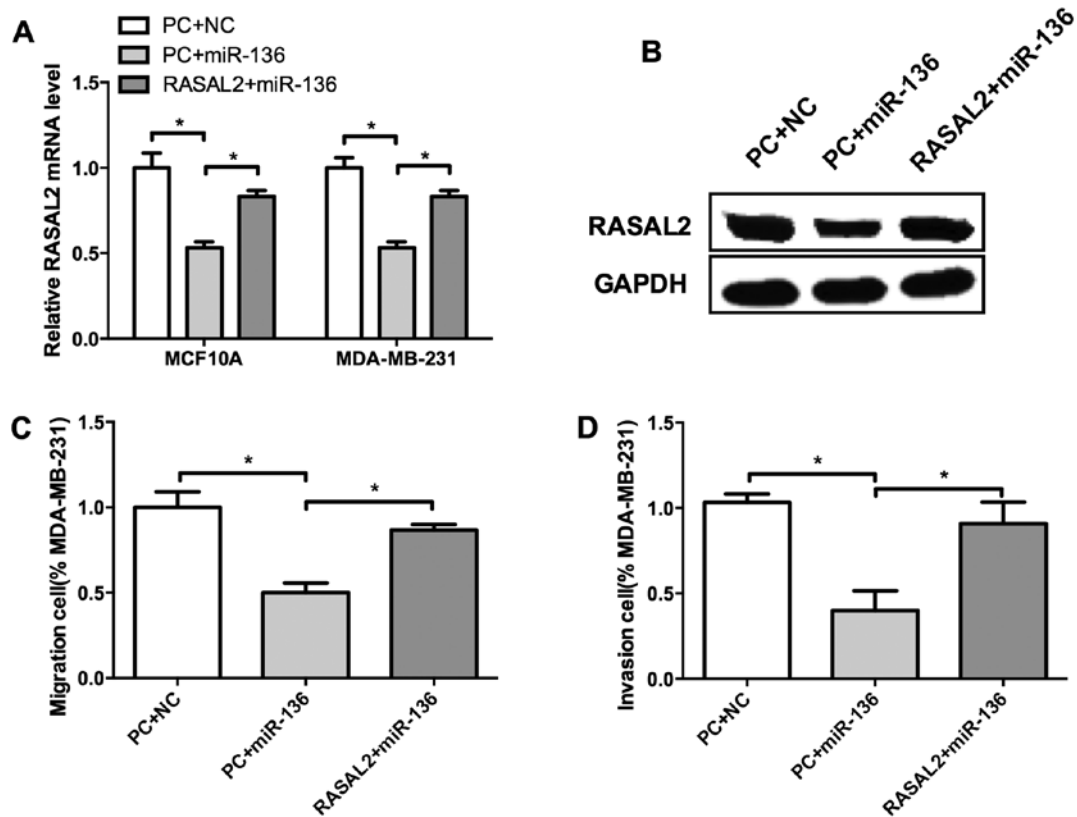 A
PC+NC
PC+miR-136
RASAL2+miR-136
Relative RASAL2 mRNA level
1.5
1.0
0.5
0.0
*
*
*
*
MCF10A
MDA-MB-231
B
PC+NC
PC+miR-136
RASAL2+miR-136
RASAL2
GAPDH
C
Migration cell(% MDA-MB-231)
1.5
1.0
0.5
0.0
*
*
PC+NC
PC+miR-136
RASAL2+miR-136
D
Invasion cell(% MDA-MB-231)
1.5
1.0
0.5
0.0
*
*
PC+NC
PC+miR-136
RASAL2+miR-136